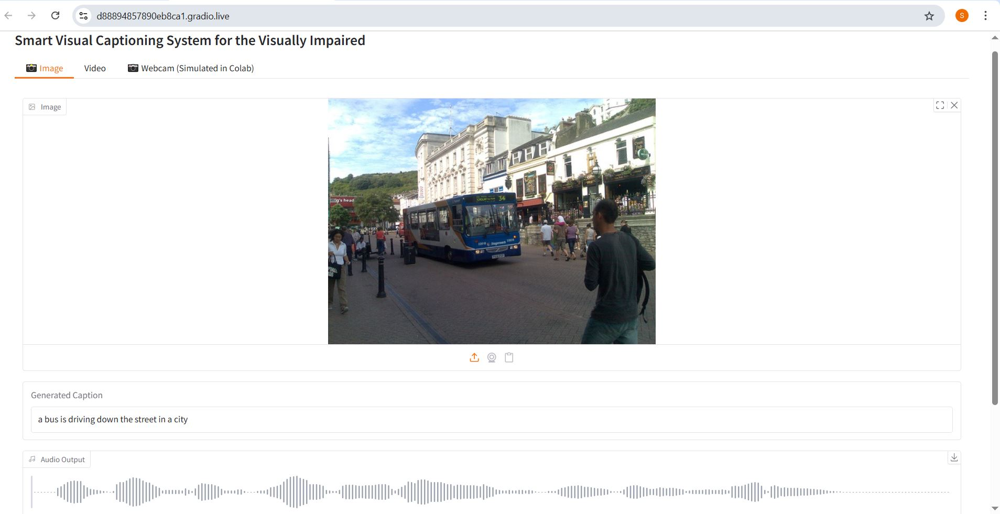 d88894857890eb8ca1.gradio.live
S
Smart Visual Captioning System for the Visually Impaired
Image
Video
Webcam (Simulated in Colab)
Image
g's head
34
Stagecoach
Generated Caption
a bus is driving down the street in a city
Audio Output